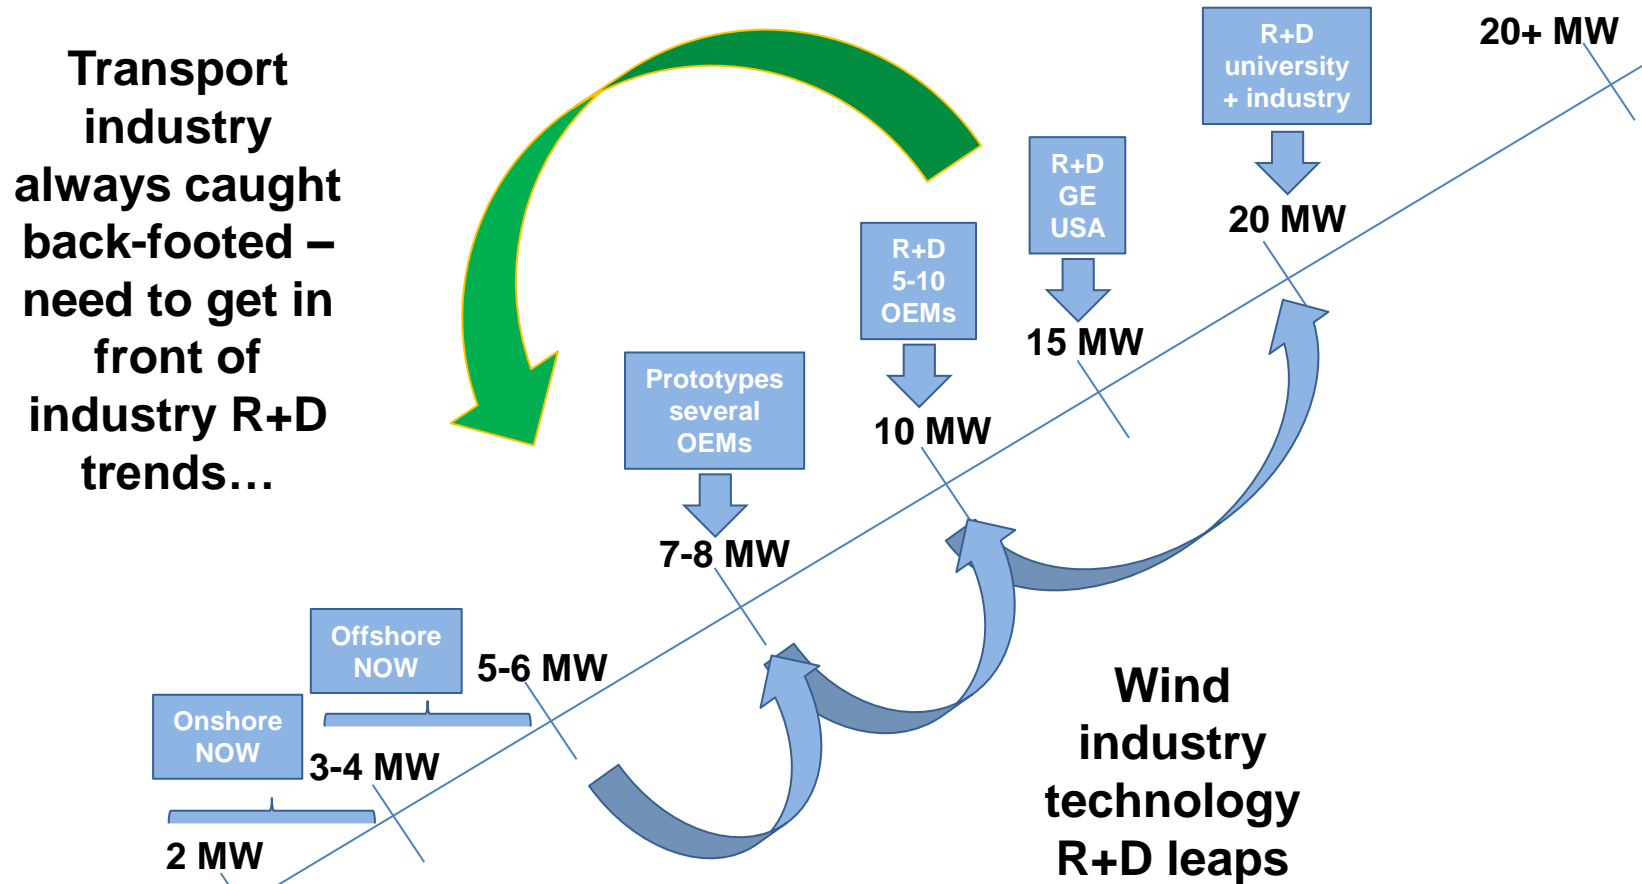 Transport
industry
always caught
back-footed –
need to get in
front of
industry R+D
trends…
20+ MW
R+D
university
+ industry
20 MW
R+D
GE
USA
15 MW
R+D
5-10
OEMs
10 MW
Prototypes
several
OEMs
7-8 MW
Offshore
NOW
5-6 MW
Onshore
NOW
3-4 MW
2 MW
Wind
industry
technology
R+D leaps